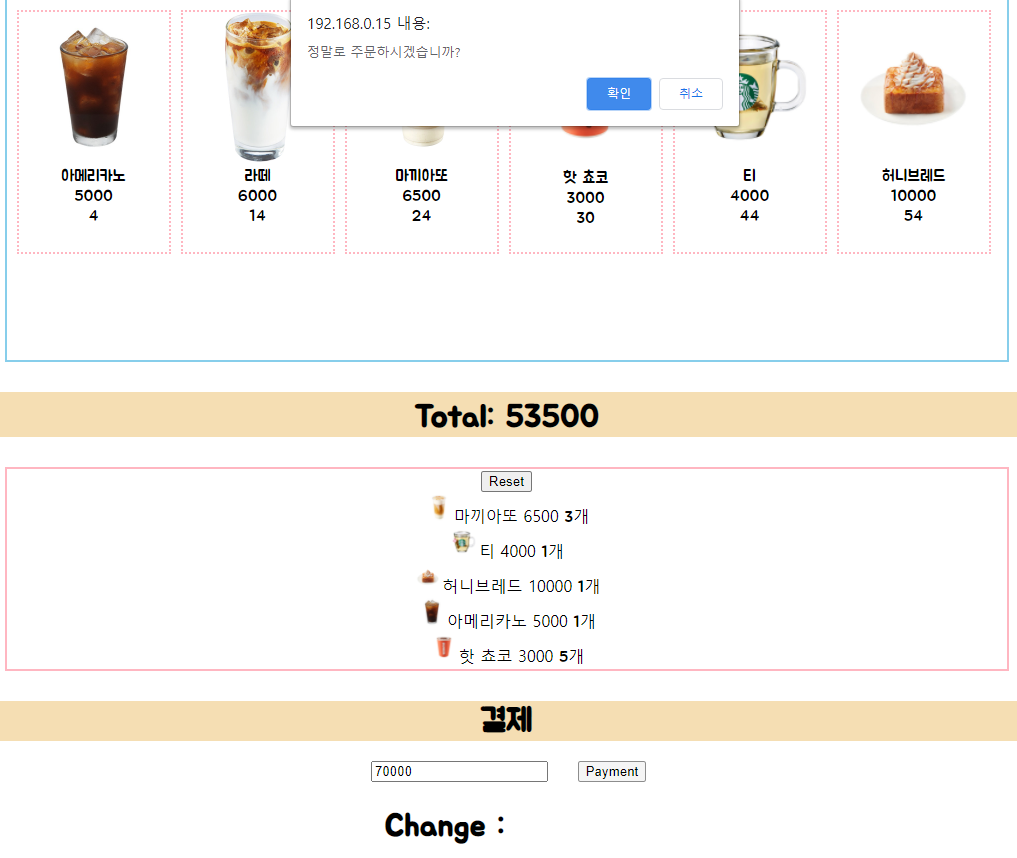 192.168.0.15 내용:
정말로 주문하시겠습니까?
확인 취소
아메리카노 라떼 마끼아또 핫 쵸코 티 허니브레드
5000 6000 6500 3000 4000 10000
4 14 24 30 44 54
Total: 53500
Reset
마끼아또 6500 3개
티 4000 1개
허니브레드 10000 1개
아메리카노 5000 1개
핫 쵸코 3000 5개
결제
70000 Payment
Change :